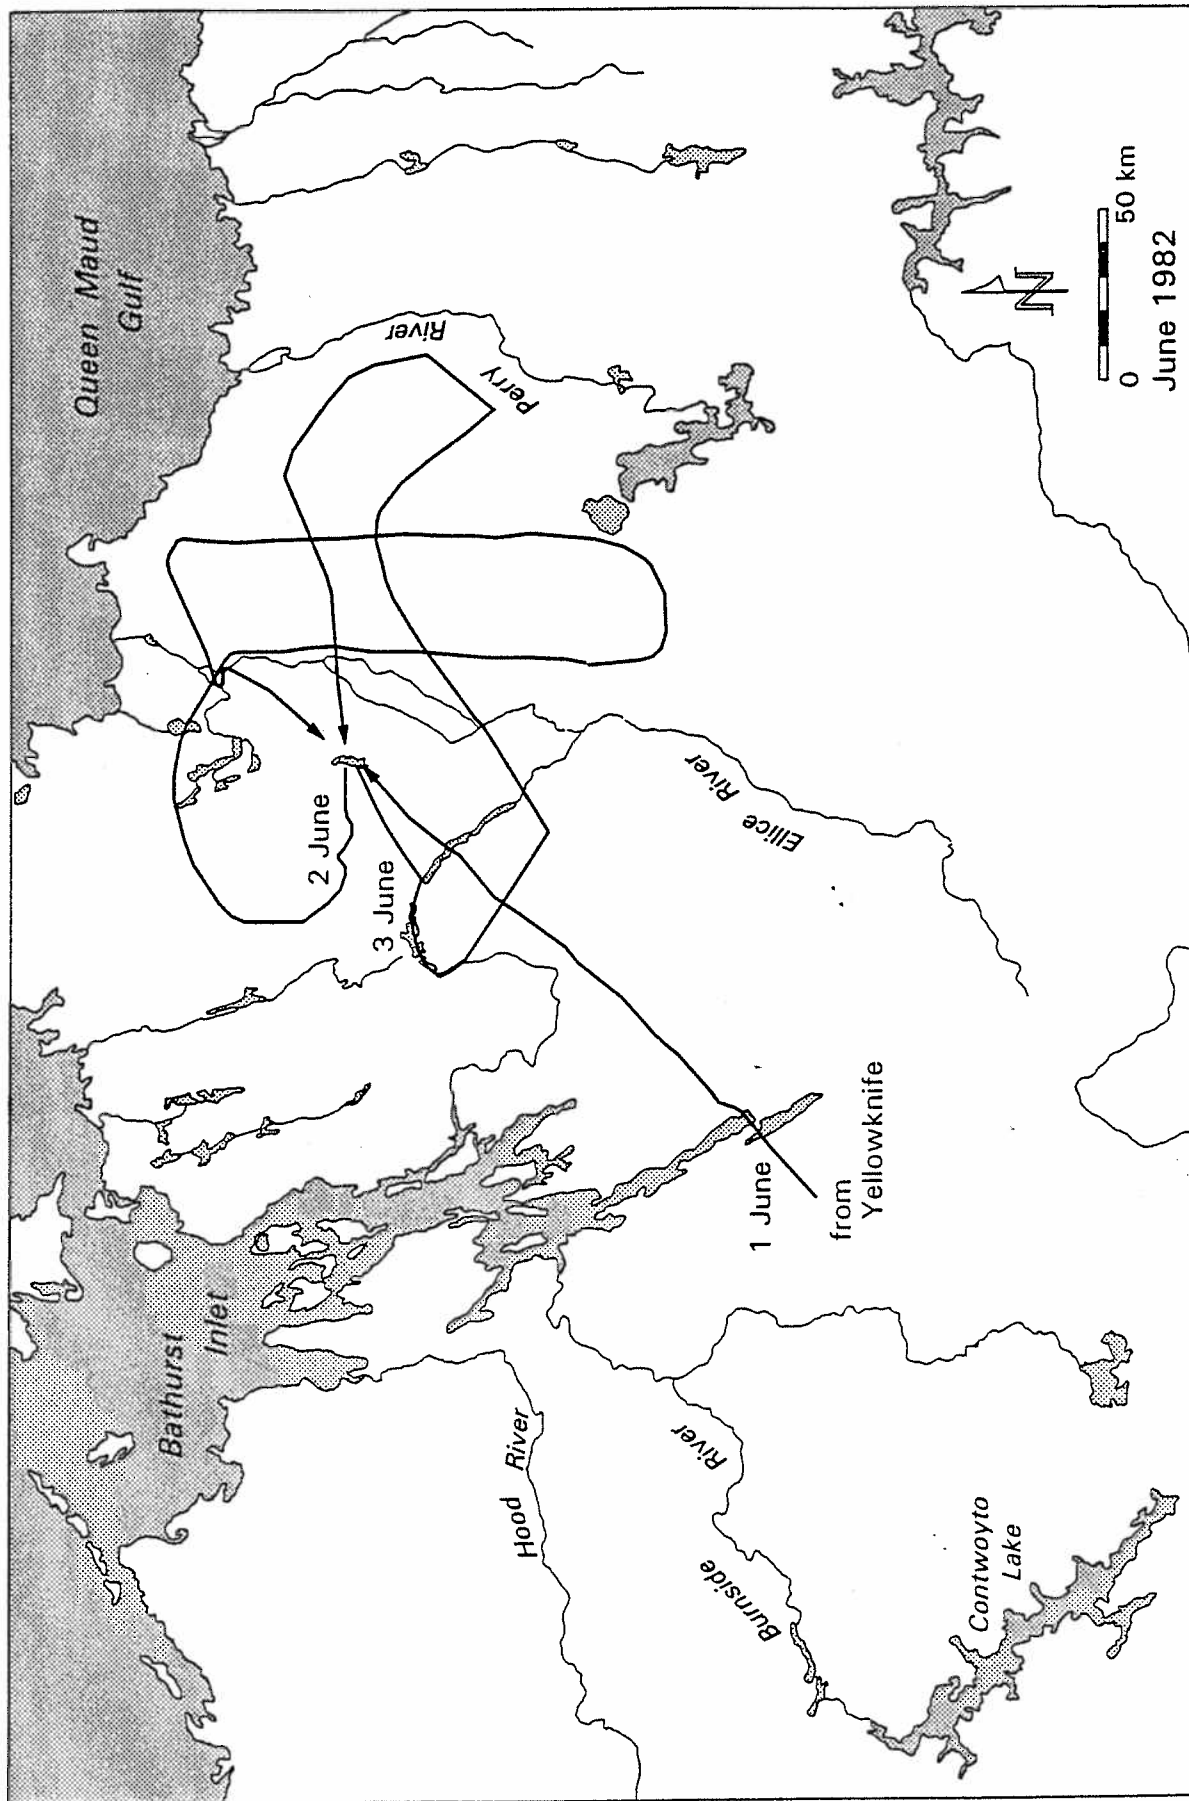 Queen Maud
Gulf
Bathurst
Inlet
Perry
River
2 June
3 June
Ellice River
Hood River
1 June
from
Yellowknife
Burnside River
Contwoyto
Lake
N
0 50 km
June 1982